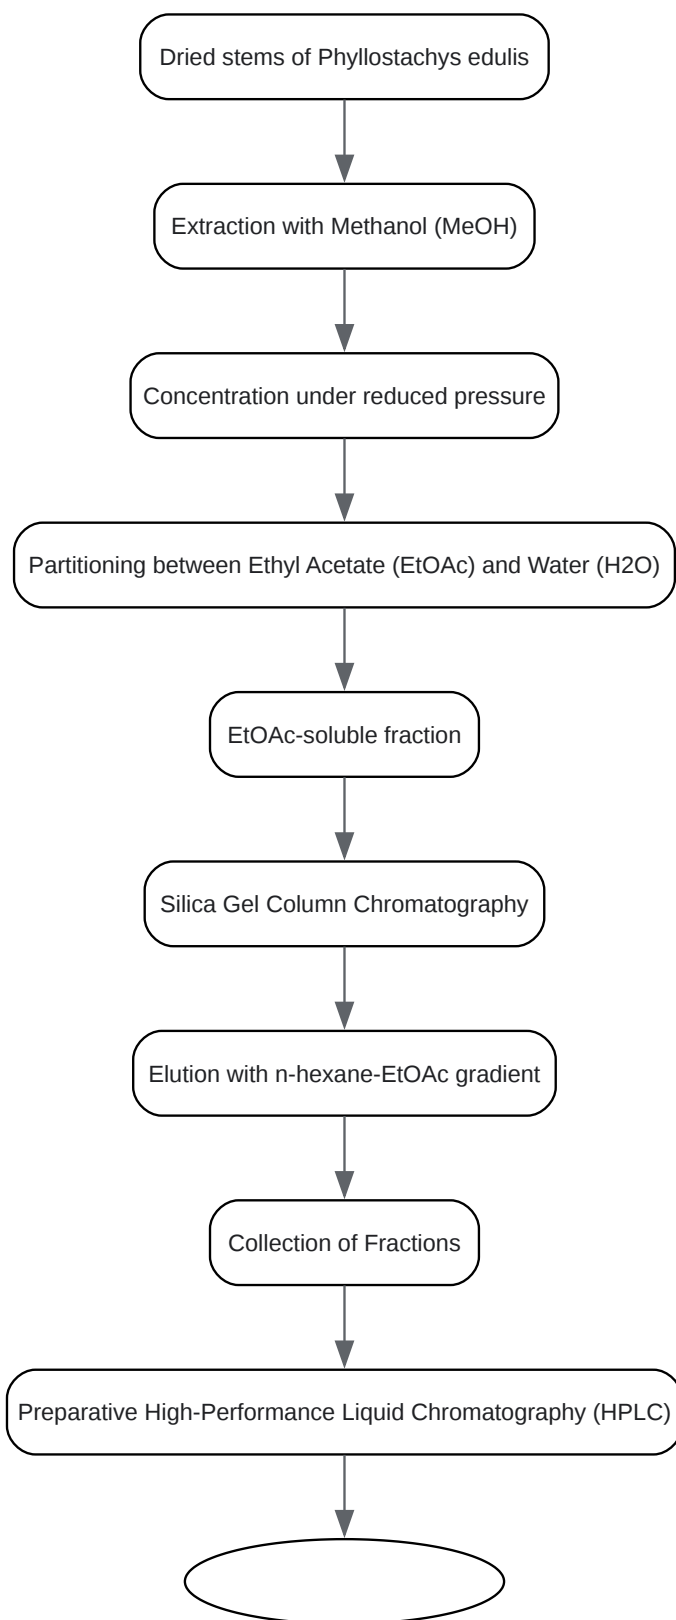 Dried stems of Phyllostachys edulis
Extraction with Methanol (MeOH)
Concentration under reduced pressure
Partitioning between Ethyl Acetate (EtOAc) and Water (H2O)
EtOAc-soluble fraction
Silica Gel Column Chromatography
Elution with n-hexane-EtOAc gradient
Collection of Fractions
Preparative High-Performance Liquid Chromatography (HPLC)